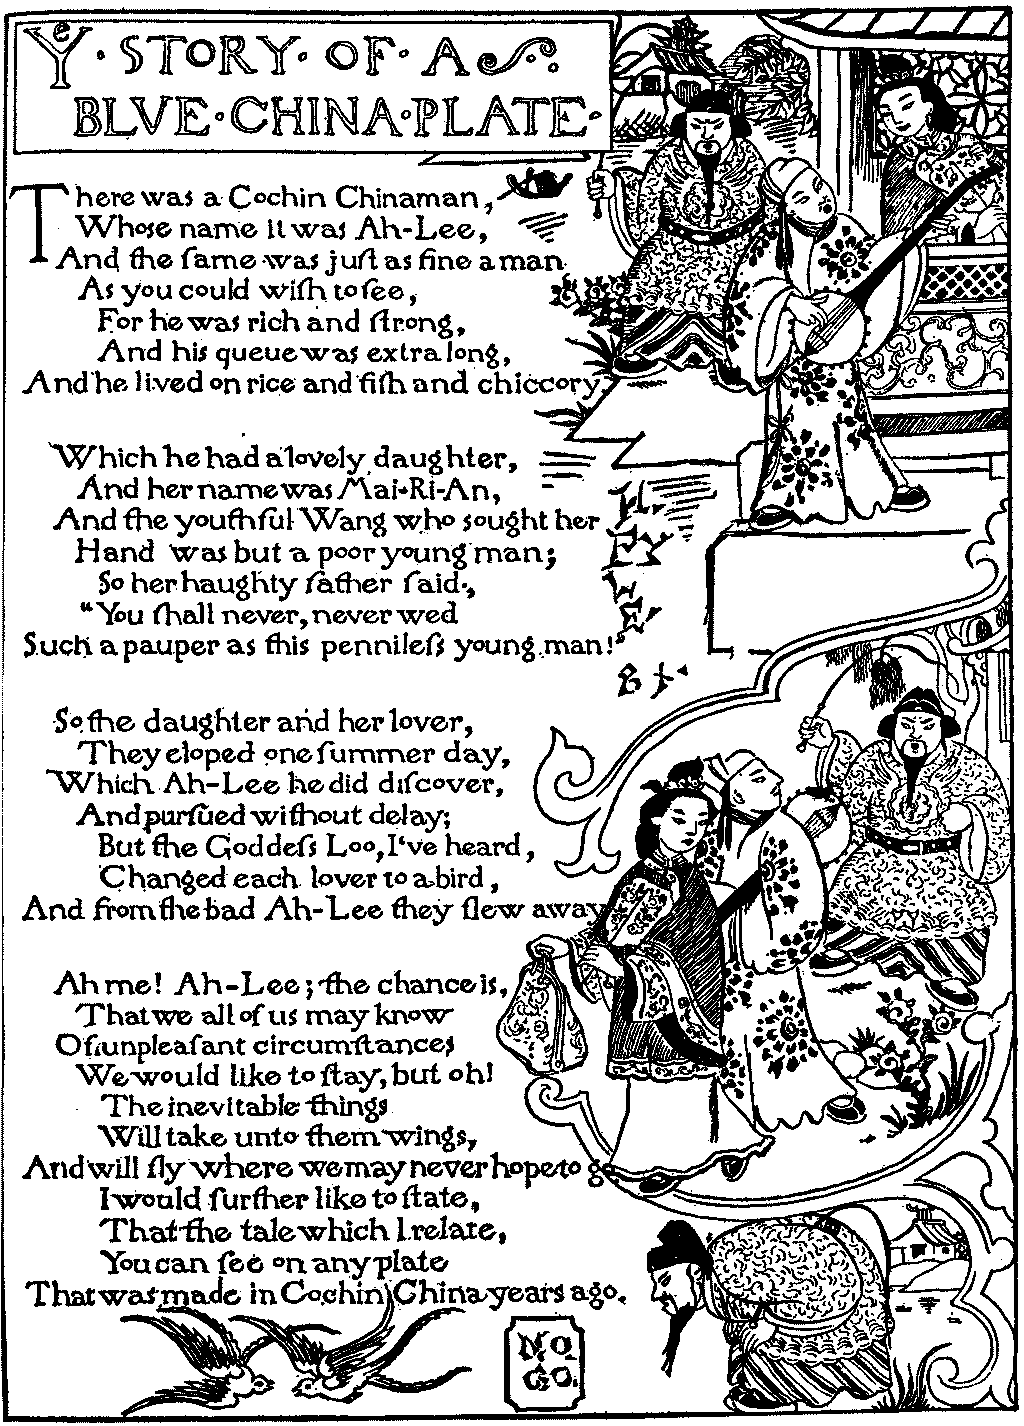 Ye · STORY · OF · A
BLVE · CHINA · PLATE ·
There was a Cochin Chinaman,
Whose name it was Ah-Lee,
And the ſame was juſt as fine a man
As you could wiſh to ſee,
For he was rich and ſtrong,
And his queue was extra long,
And he lived on rice and fiſh and chiccory.
Which he had a lovely daughter,
And her name was Mai-Ri-An,
And the youthful Wang who sought her
Hand was but a poor young man;
So her haughty father ſaid,
"You ſhall never, never wed
Such a pauper as this pennileſs young man!"
So the daughter and her lover,
They eloped one ſummer day,
Which Ah-Lee he did diſcover,
And purſued without delay;
But the Goddeſs Loo, I've heard,
Changed each lover to a bird,
And from the bad Ah-Lee they flew away
Ah me! Ah-Lee; the chance is,
That we all of us may know
Of unpleaſant circumſtances
We would like to ſtay, but oh!
The inevitable things
Will take unto them wings,
And will fly where we may never hope to go
I would further like to ſtate,
That the tale which I relate,
You can ſee on any plate
That was made in Cochin China years ago.
BY